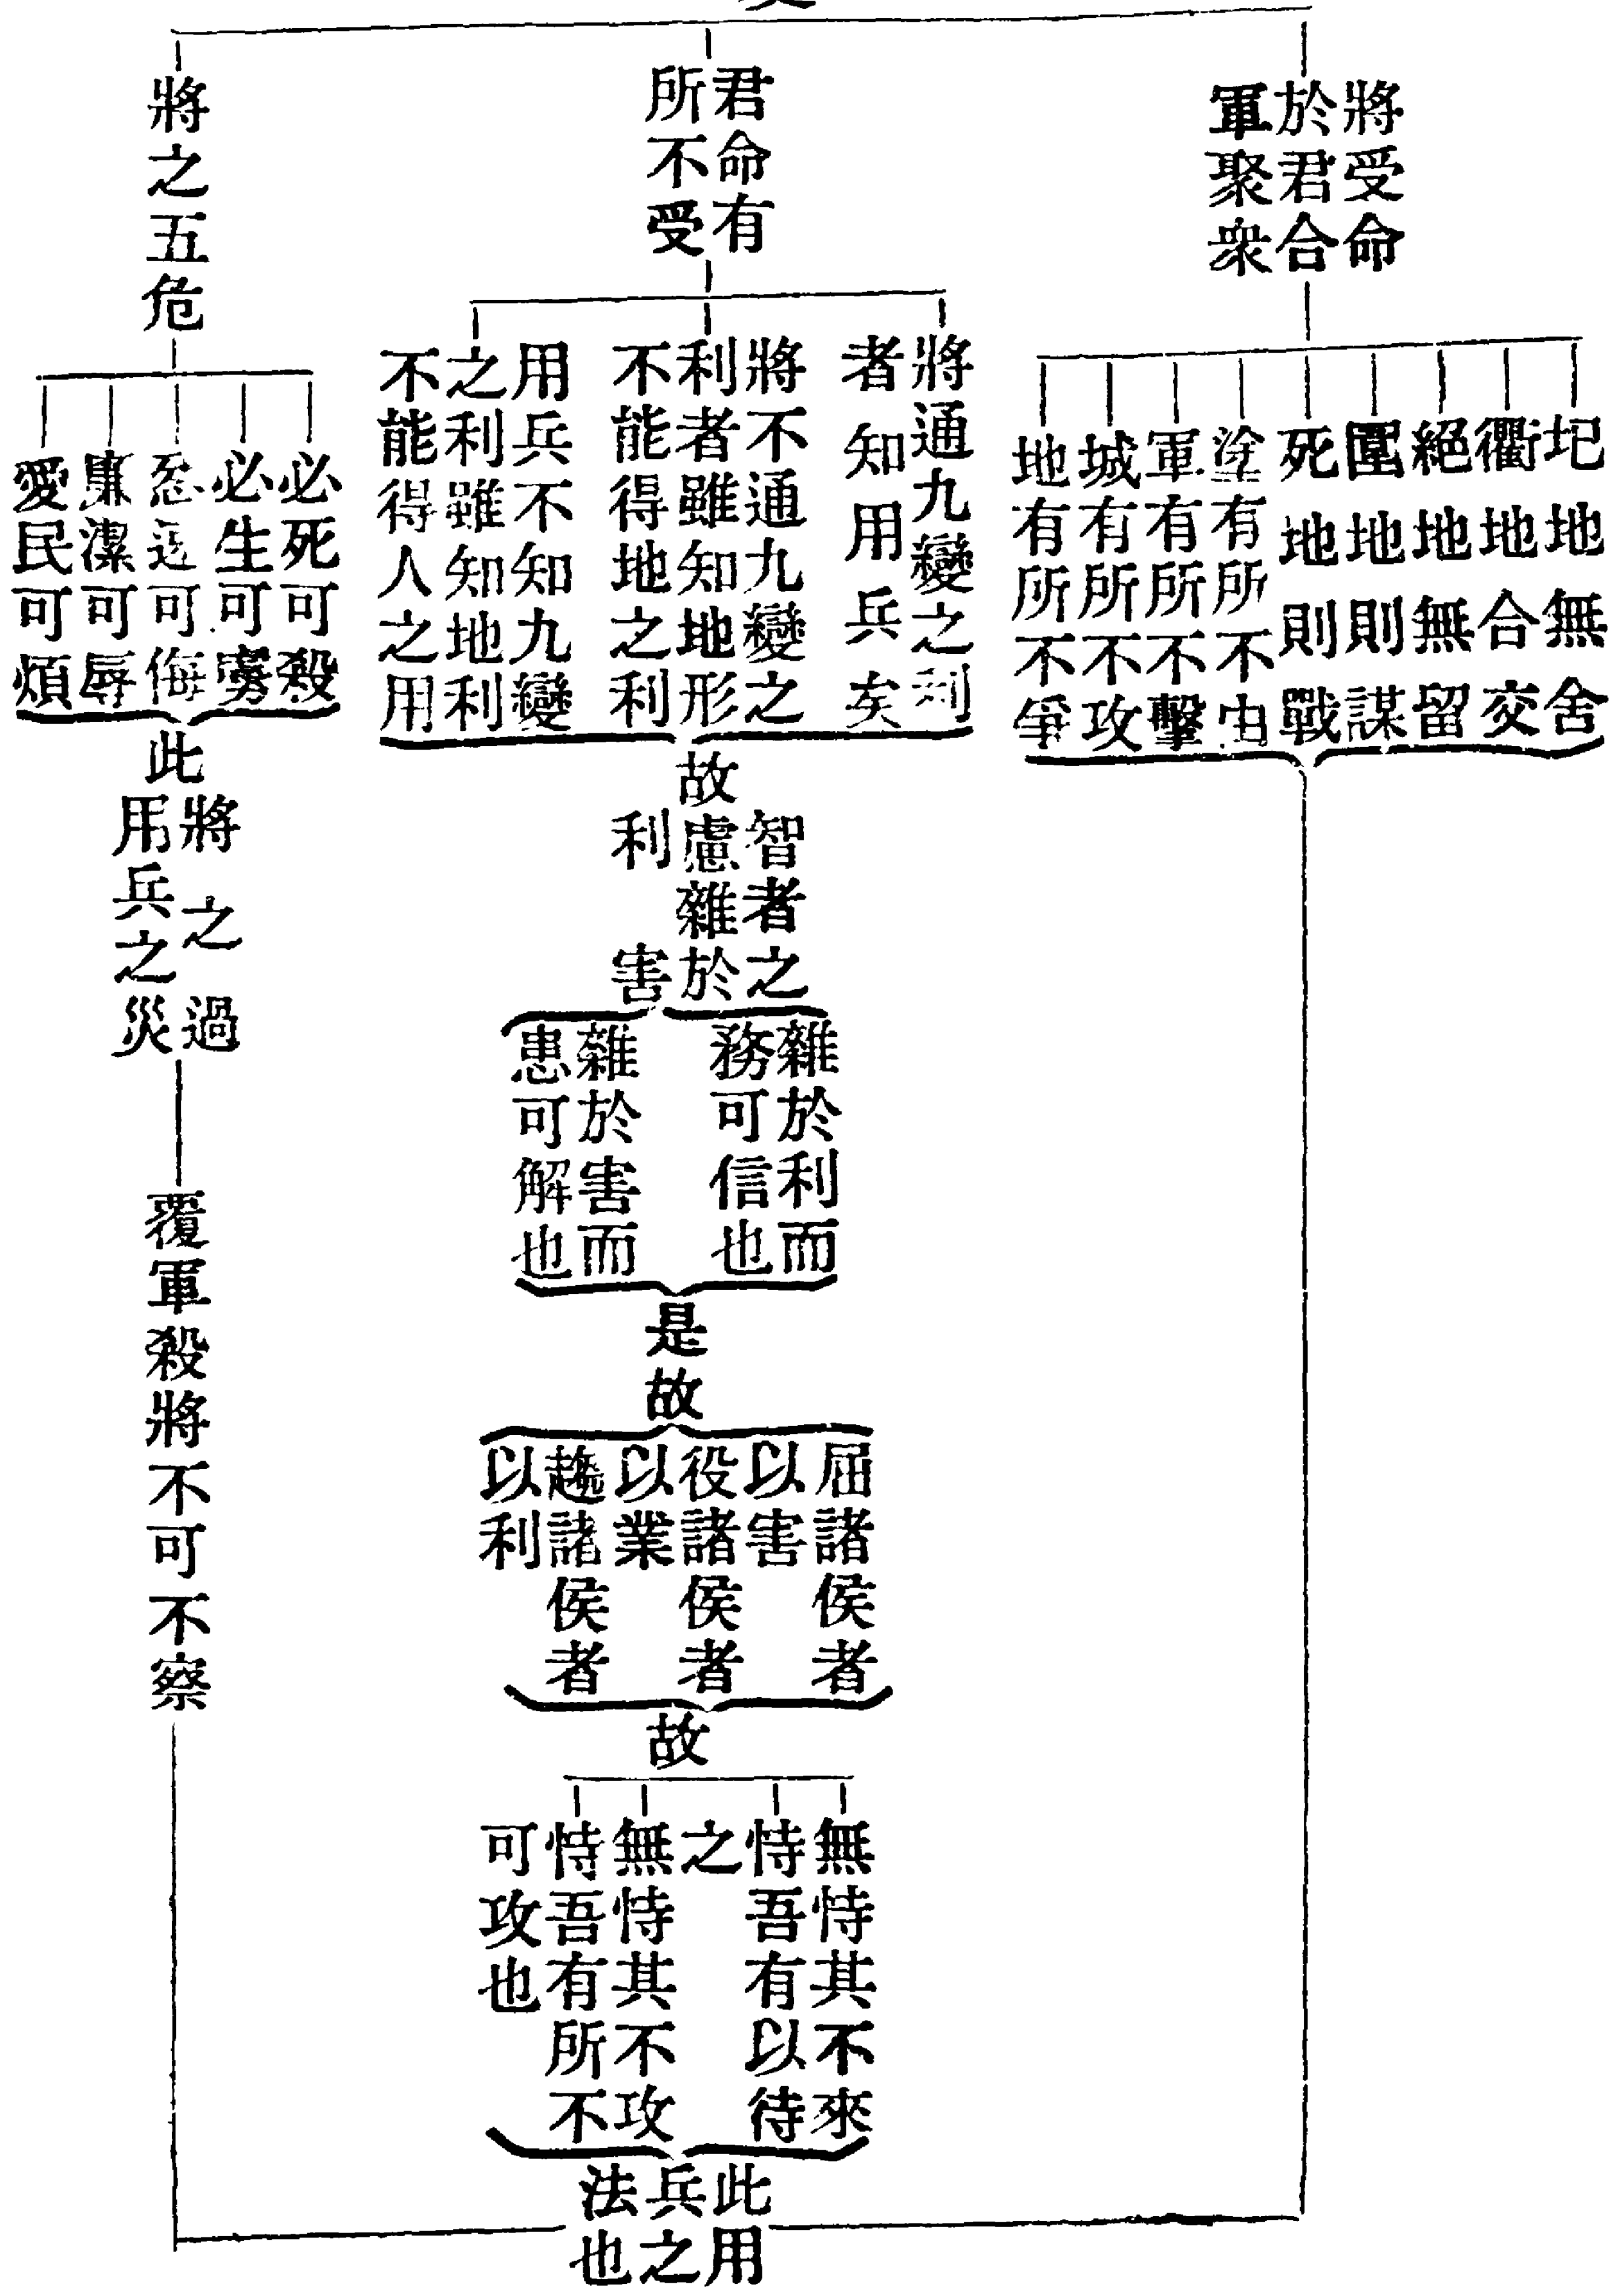 將受命
於君合
軍聚衆
圮地無舍
衢地合交
絕地無留
圍地則謀
死地則戰
塗有所不由
軍有所不擊
城有所不攻
地有所不爭
君命有
所不受
將通九變之利
者知用兵矣
將不通九變之
利者雖知地形
不能得地之利
用兵不知九變
之利雖知地利
不能得人之用
故
智者之
慮雜於
利害
雜於利而
務可信也
雜於害而
患可解也
是故
屈諸侯者
以害
役諸侯者
以業
趨諸侯者
以利
故
無恃其不來
恃吾有以待
之
無恃其不攻
恃吾有所不
可攻也
將之五危
必死可殺
必生可虜
忿速可侮
廉潔可辱
愛民可煩
此
將之過
用兵之災
覆軍殺將不可不察
此用
兵之
法也